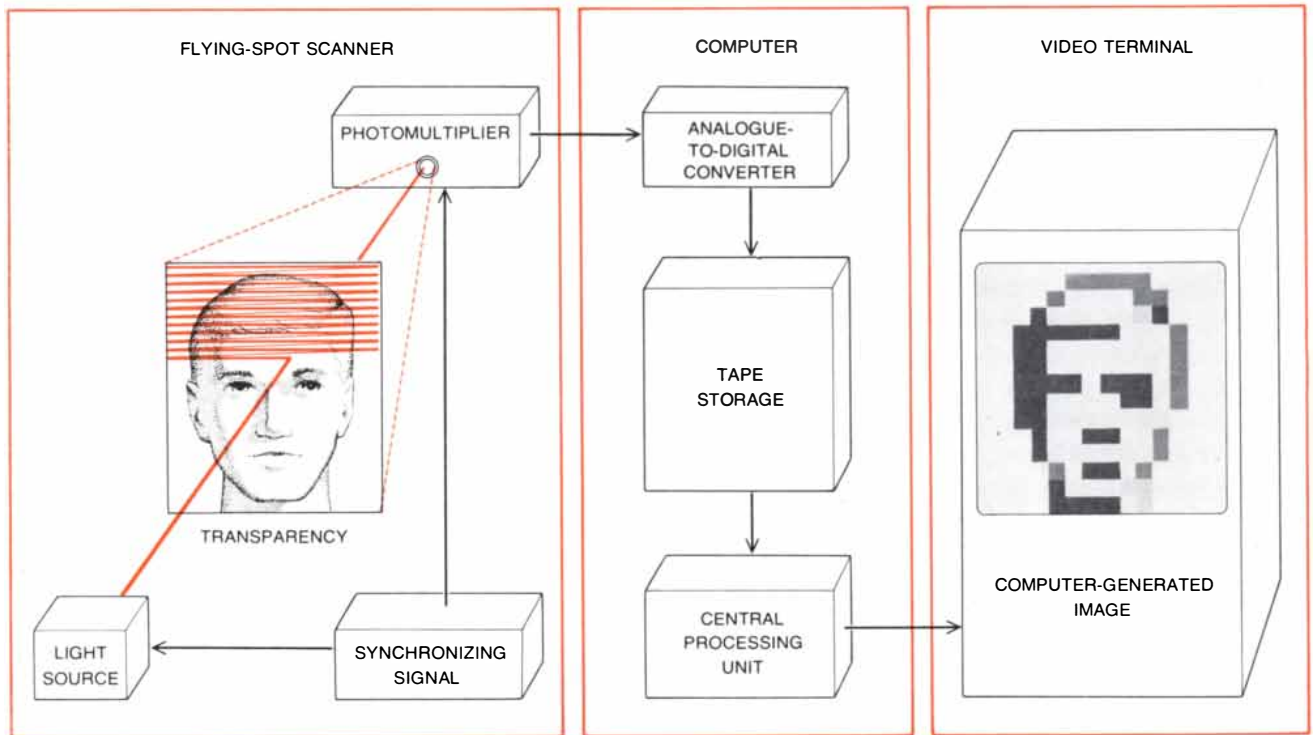 FLYING-SPOT SCANNER
PHOTOMULTIPLIER
TRANSPARENCY
LIGHT
SOURCE
SYNCHRONIZING
SIGNAL
COMPUTER
ANALOGUE-
TO-DIGITAL
CONVERTER
TAPE
STORAGE
CENTRAL
PROCESSING
UNIT
VIDEO TERMINAL
COMPUTER-GENERATED
IMAGE